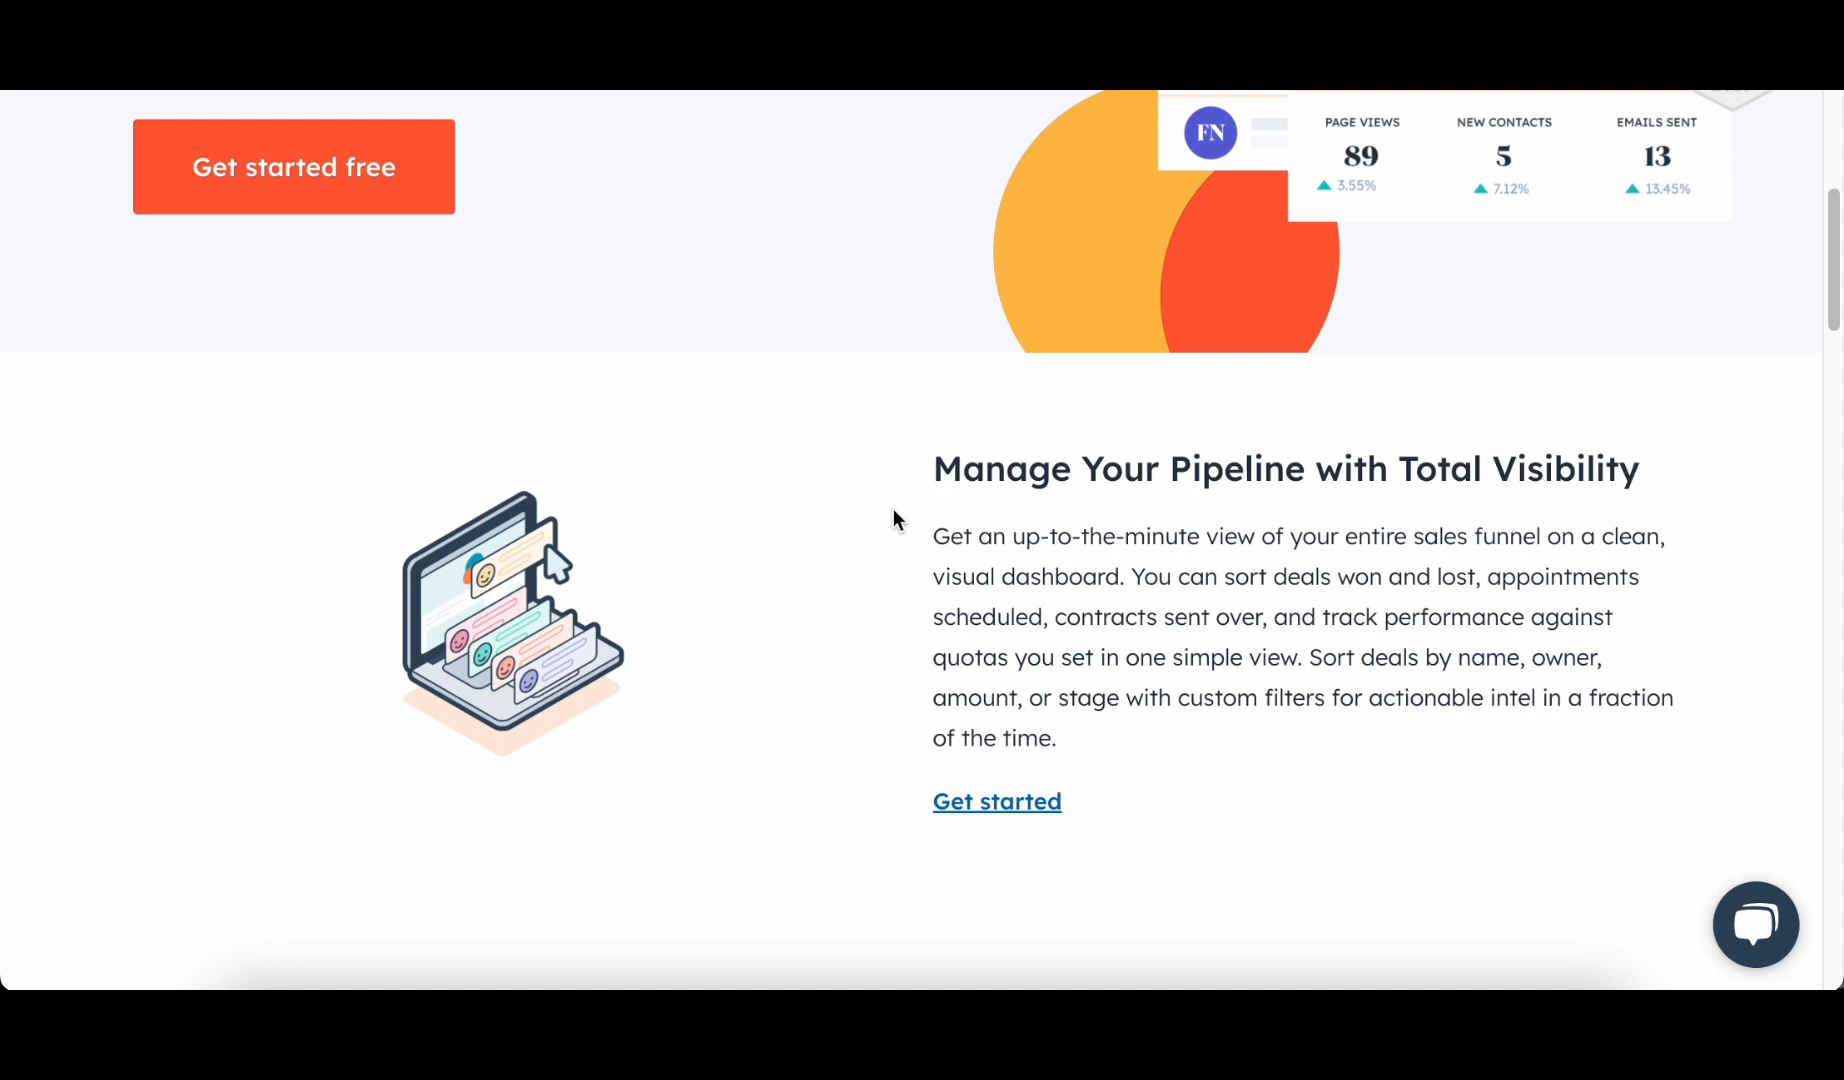 Get started free
FN
PAGE VIEWS
NEW CONTACTS
EMAILS SENT
89
5
13
3.55%
7.12%
13.45%
Manage Your Pipeline with Total Visibility
Get an up-to-the-minute view of your entire sales funnel on a clean,
visual dashboard. You can sort deals won and lost, appointments
scheduled, contracts sent over, and track performance against
quotas you set in one simple view. Sort deals by name, owner,
amount, or stage with custom filters for actionable intel in a fraction
of the time.
Get started